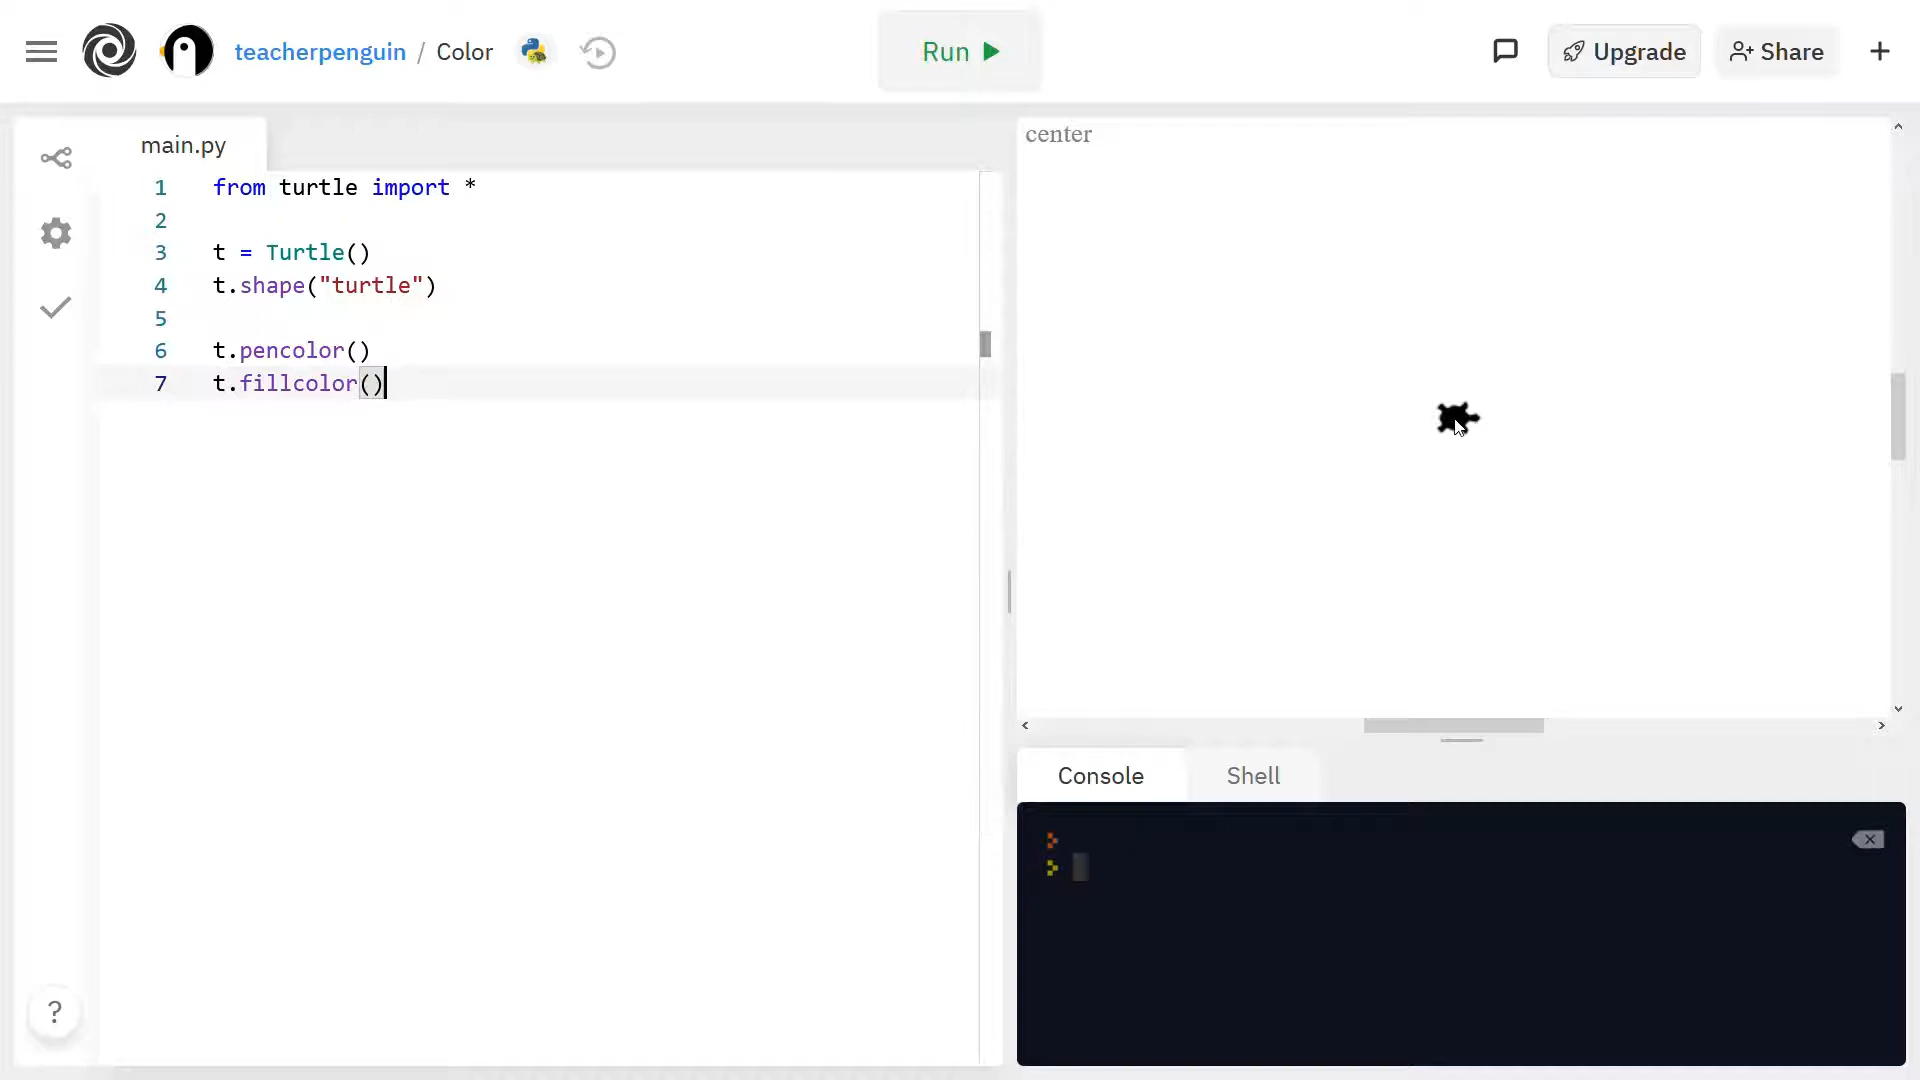 teacherpenguin / Color
Run
Upgrade
Share
main.py
1 from turtle import *
2
3 t = Turtle()
4 t.shape("turtle")
5
6 t.pencolor()
7 t.fillcolor()
center
Console
Shell
?